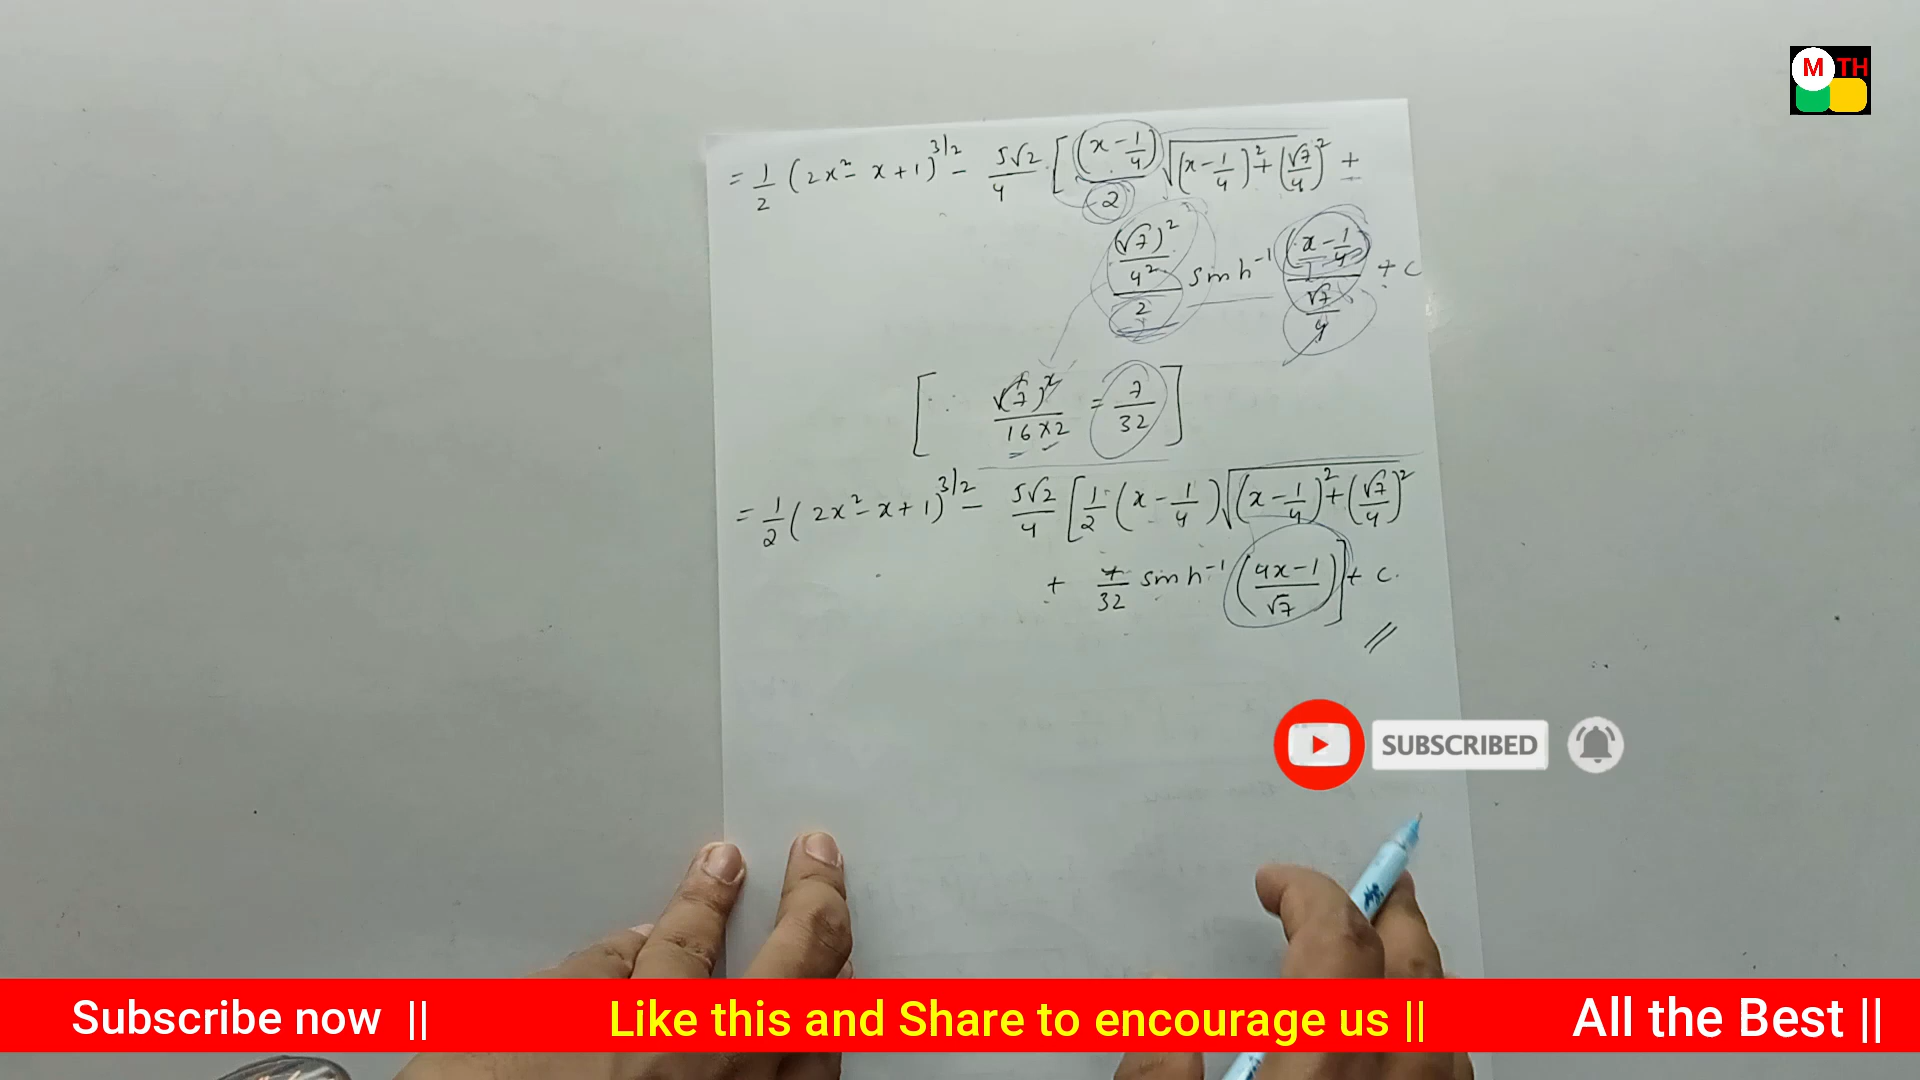 M TH
= 1/2 (2x² - x + 1)^3/2 - 5√2/4 [ (x - 1/4)/2 √(x - 1/4)² + (√7/4)² +
(√7)²/4²/2 sinh⁻¹ (x - 1/4)/(√7/4) + c
[ ∵ (√7)²/16×2 = 7/32 ]
= 1/2 (2x² - x + 1)^3/2 - 5√2/4 [ 1/2 (x - 1/4) √(x - 1/4)² + (√7/4)²
+ 7/32 sinh⁻¹ (4x - 1/√7) ] + c.
SUBSCRIBED
Subscribe now || Like this and Share to encourage us || All the Best ||